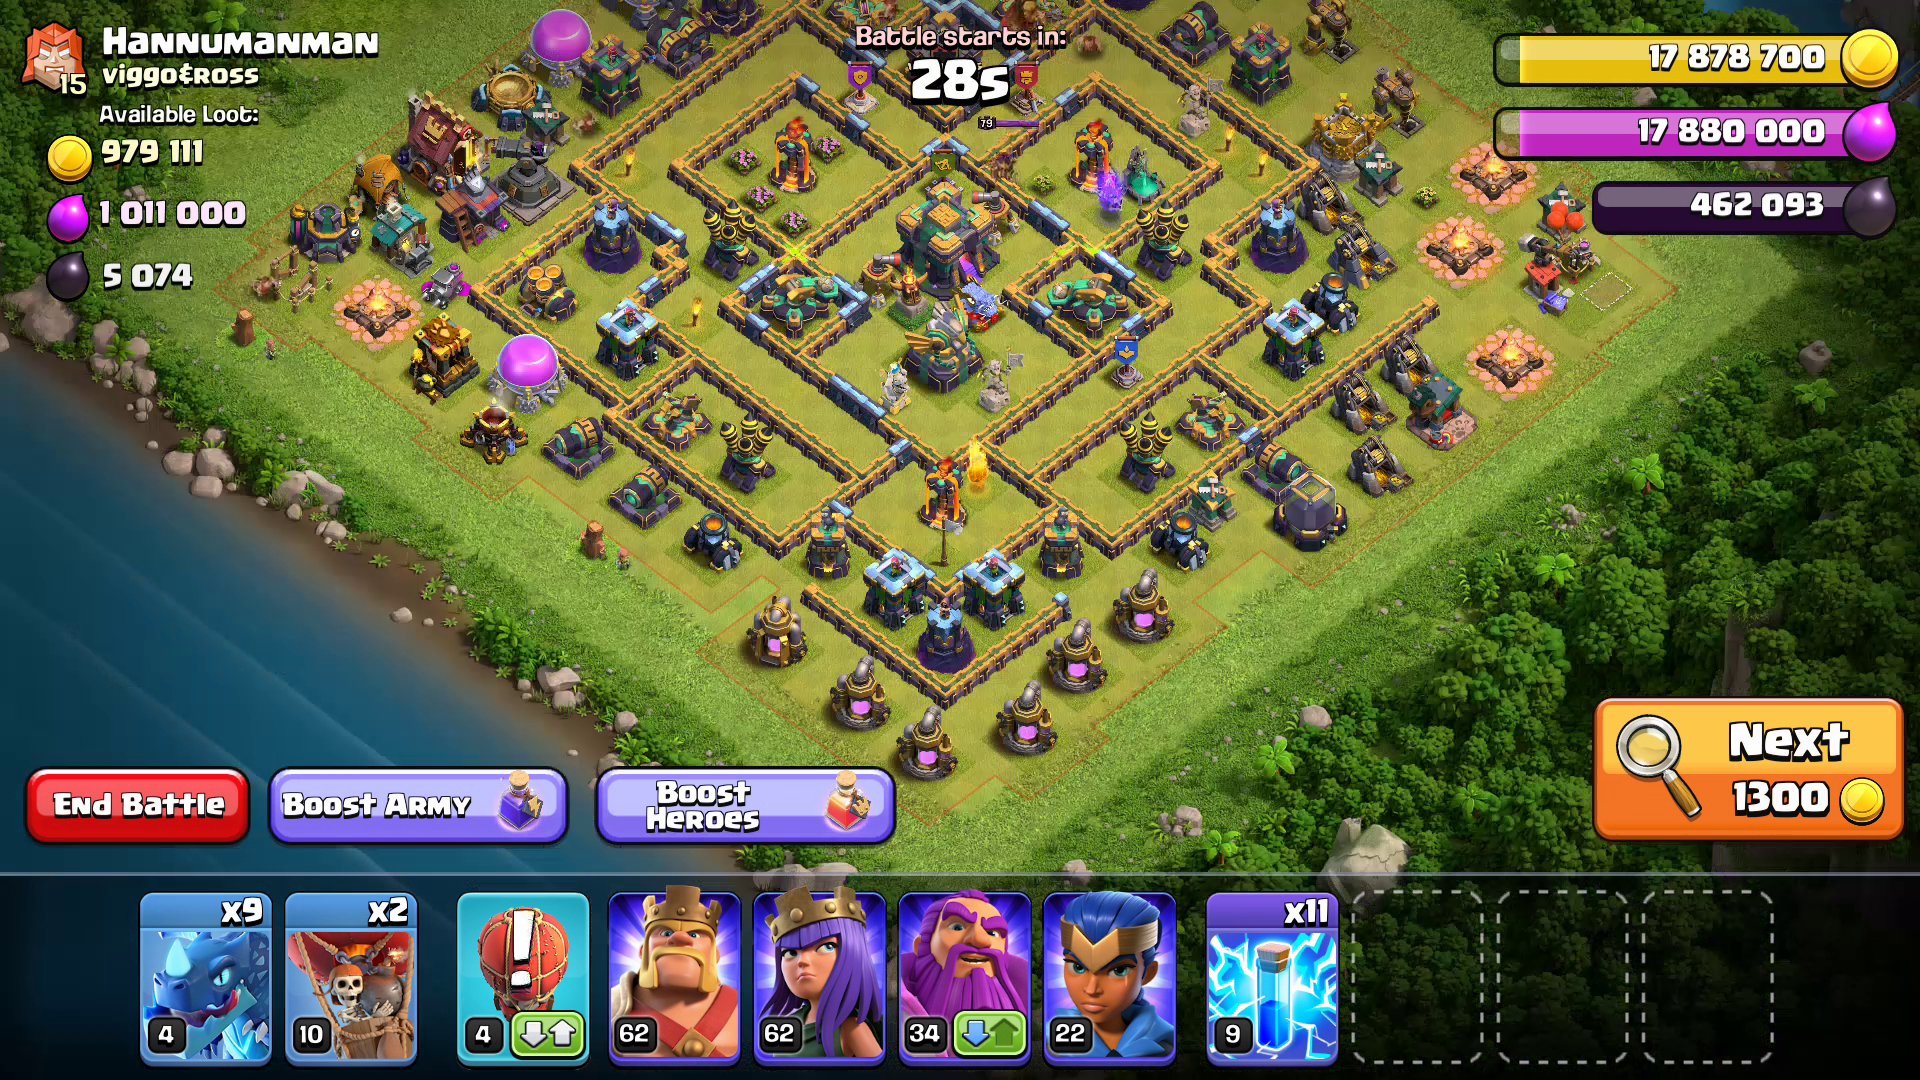 Hannumanman
viggo&ross
15
Available Loot:
979 111
1 011 000
5 074
Battle starts in:
28s
79
17 878 700
17 880 000
462 093
End Battle
Boost Army
Boost
Heroes
Next
1300
x9
4
x2
10
4
62
62
34
22
x11
9